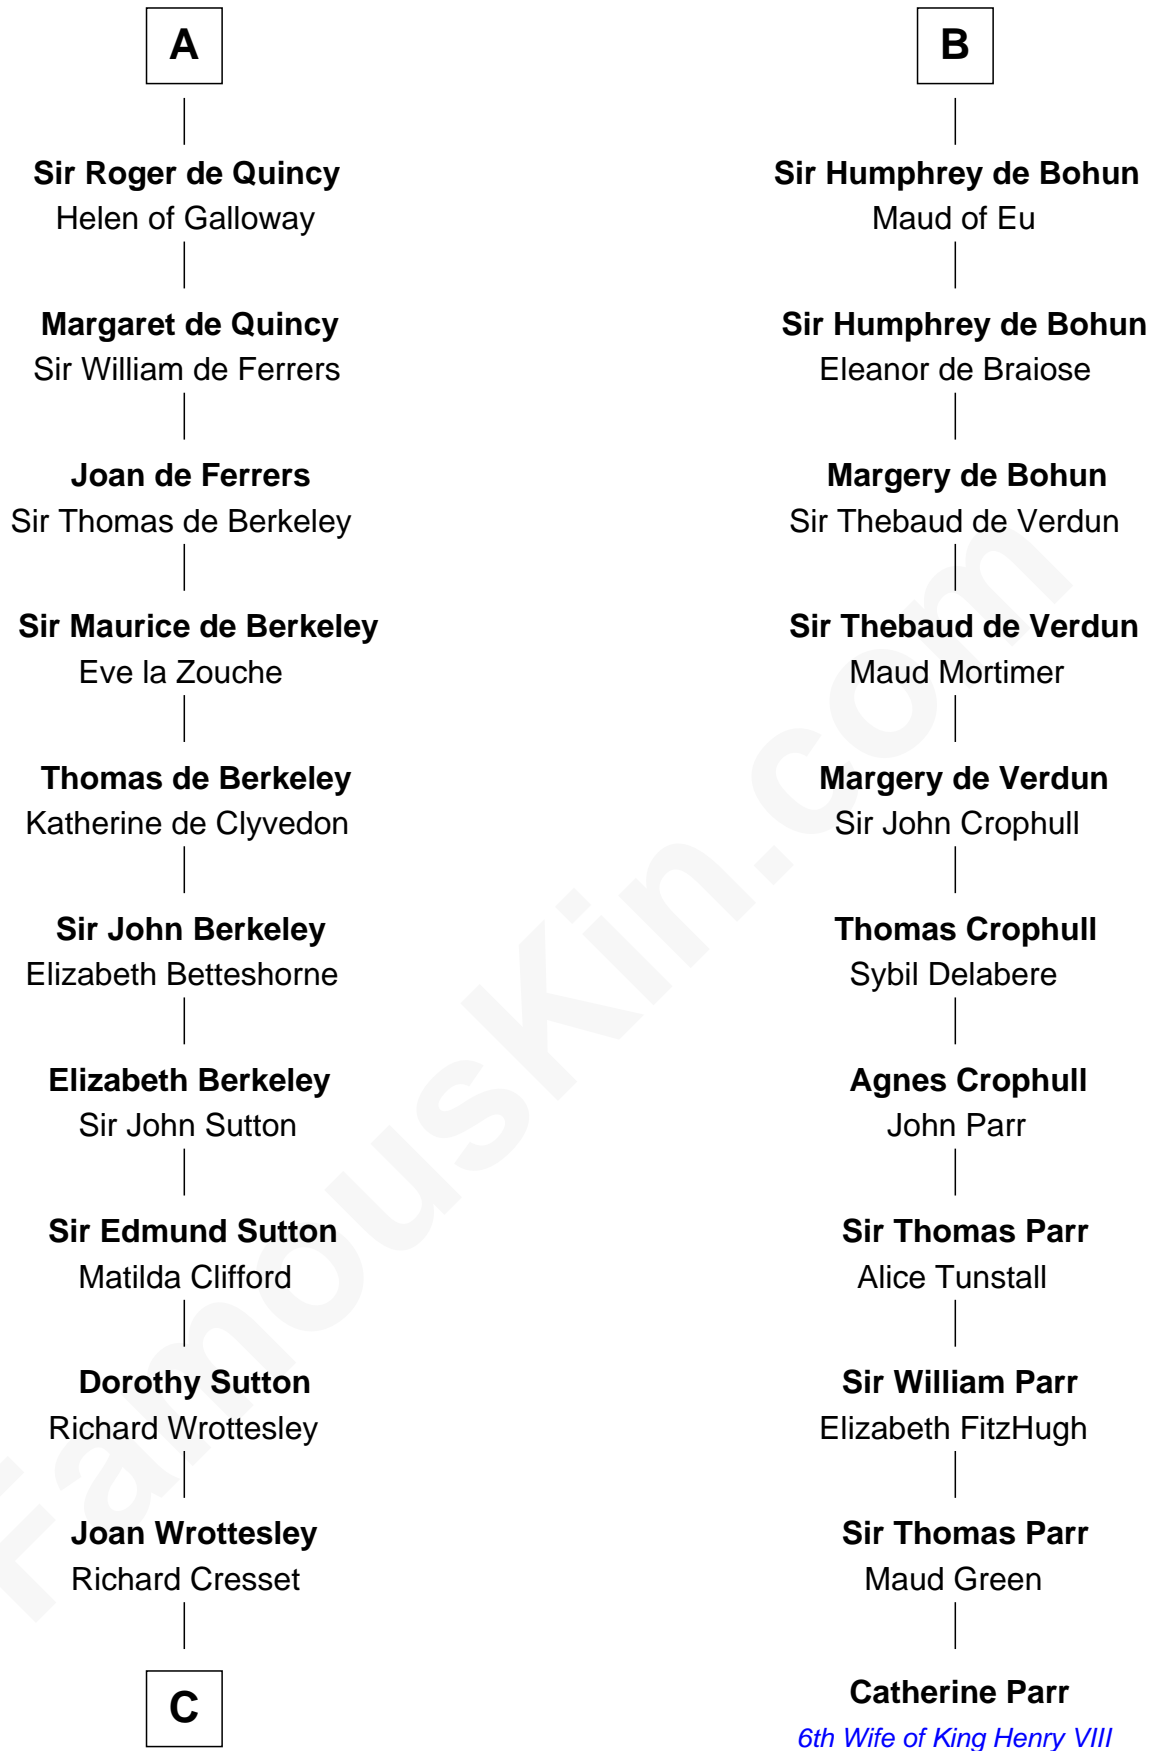 A
Sir Roger de Quincy
Helen of Galloway
Margaret de Quincy
Sir William de Ferrers
Joan de Ferrers
Sir Thomas de Berkeley
Sir Maurice de Berkeley
Eve la Zouche
Thomas de Berkeley
Katherine de Clyvedon
Sir John Berkeley
Elizabeth Betteshorne
Elizabeth Berkeley
Sir John Sutton
Sir Edmund Sutton
Matilda Clifford
Dorothy Sutton
Richard Wrottesley
Joan Wrottesley
Richard Cresset
C
B
Sir Humphrey de Bohun
Maud of Eu
Sir Humphrey de Bohun
Eleanor de Braiose
Margery de Bohun
Sir Thebaud de Verdun
Sir Thebaud de Verdun
Maud Mortimer
Margery de Verdun
Sir John Crophull
Thomas Crophull
Sybil Delabere
Agnes Crophull
John Parr
Sir Thomas Parr
Alice Tunstall
Sir William Parr
Elizabeth FitzHugh
Sir Thomas Parr
Maud Green
Catherine Parr
6th Wife of King Henry VIII
FamousKin.com